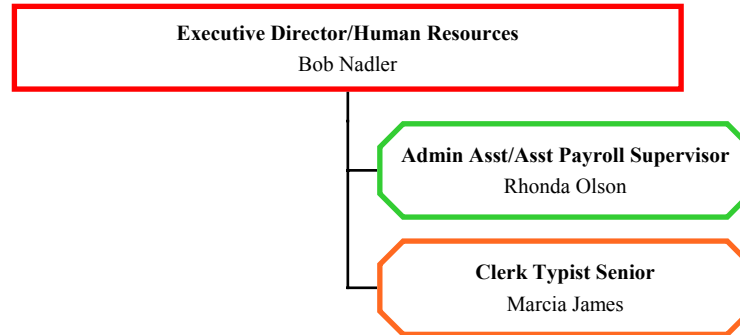 Executive Director/Human Resources
Bob Nadler
Admin Asst/Asst Payroll Supervisor
Rhonda Olson
Clerk Typist Senior
Marcia James